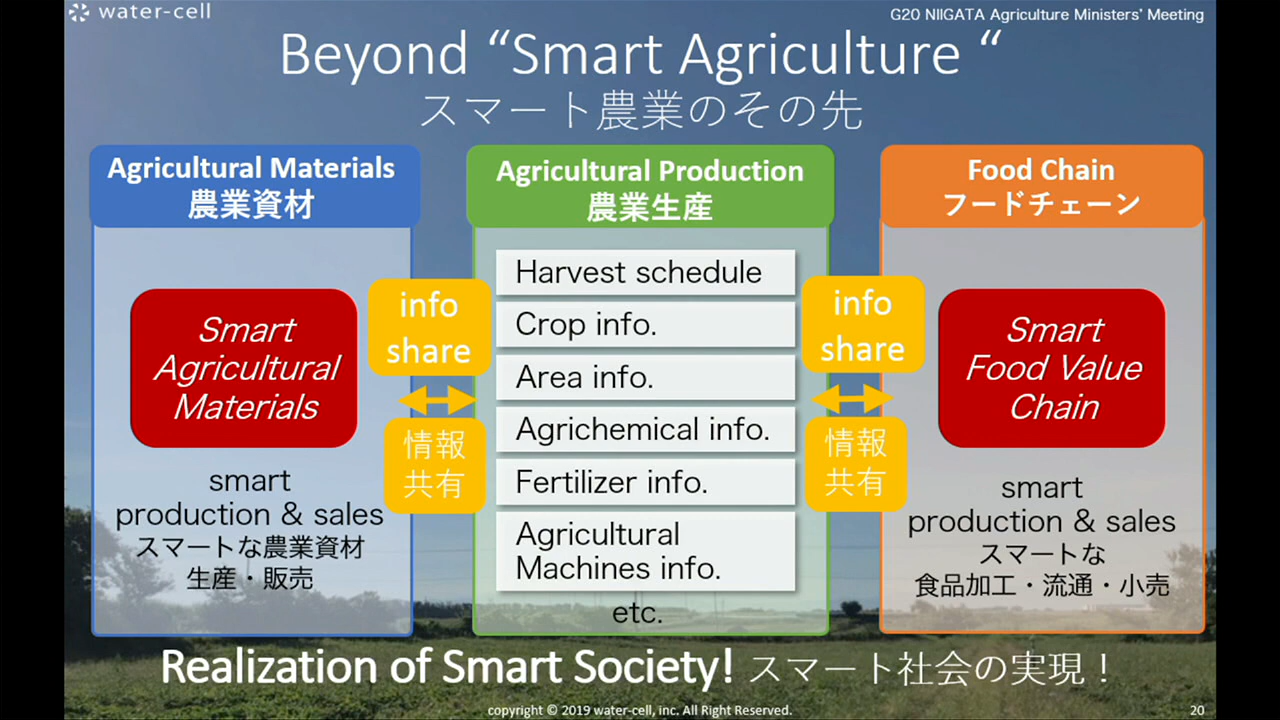 water-cell
G20 NIIGATA Agriculture Ministers' Meeting
Beyond “Smart Agriculture “
スマート農業のその先
Agricultural Materials
農業資材
Smart
Agricultural
Materials
smart
production & sales
スマートな農業資材
生産・販売
info
share
情報
共有
Agricultural Production
農業生産
Harvest schedule
Crop info.
Area info.
Agrichemical info.
Fertilizer info.
Agricultural
Machines info.
etc.
info
share
情報
共有
Food Chain
フードチェーン
Smart
Food Value
Chain
smart
production & sales
スマートな
食品加工・流通・小売
Realization of Smart Society! スマート社会の実現！
copyright © 2019 water-cell, inc. All Right Reserved.
20